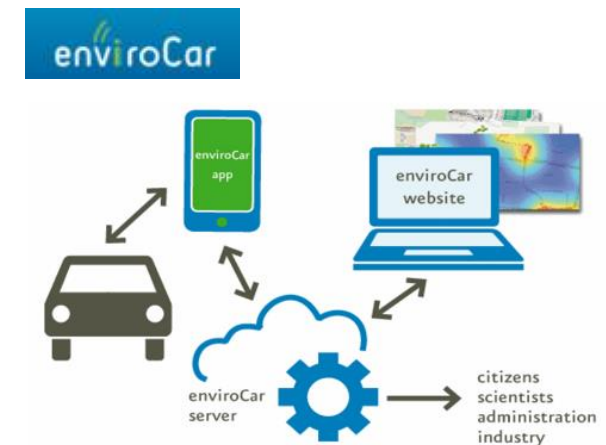 enviroCar
enviroCar
app
enviroCar
website
enviroCar
server
citizens
scientists
administration
industry